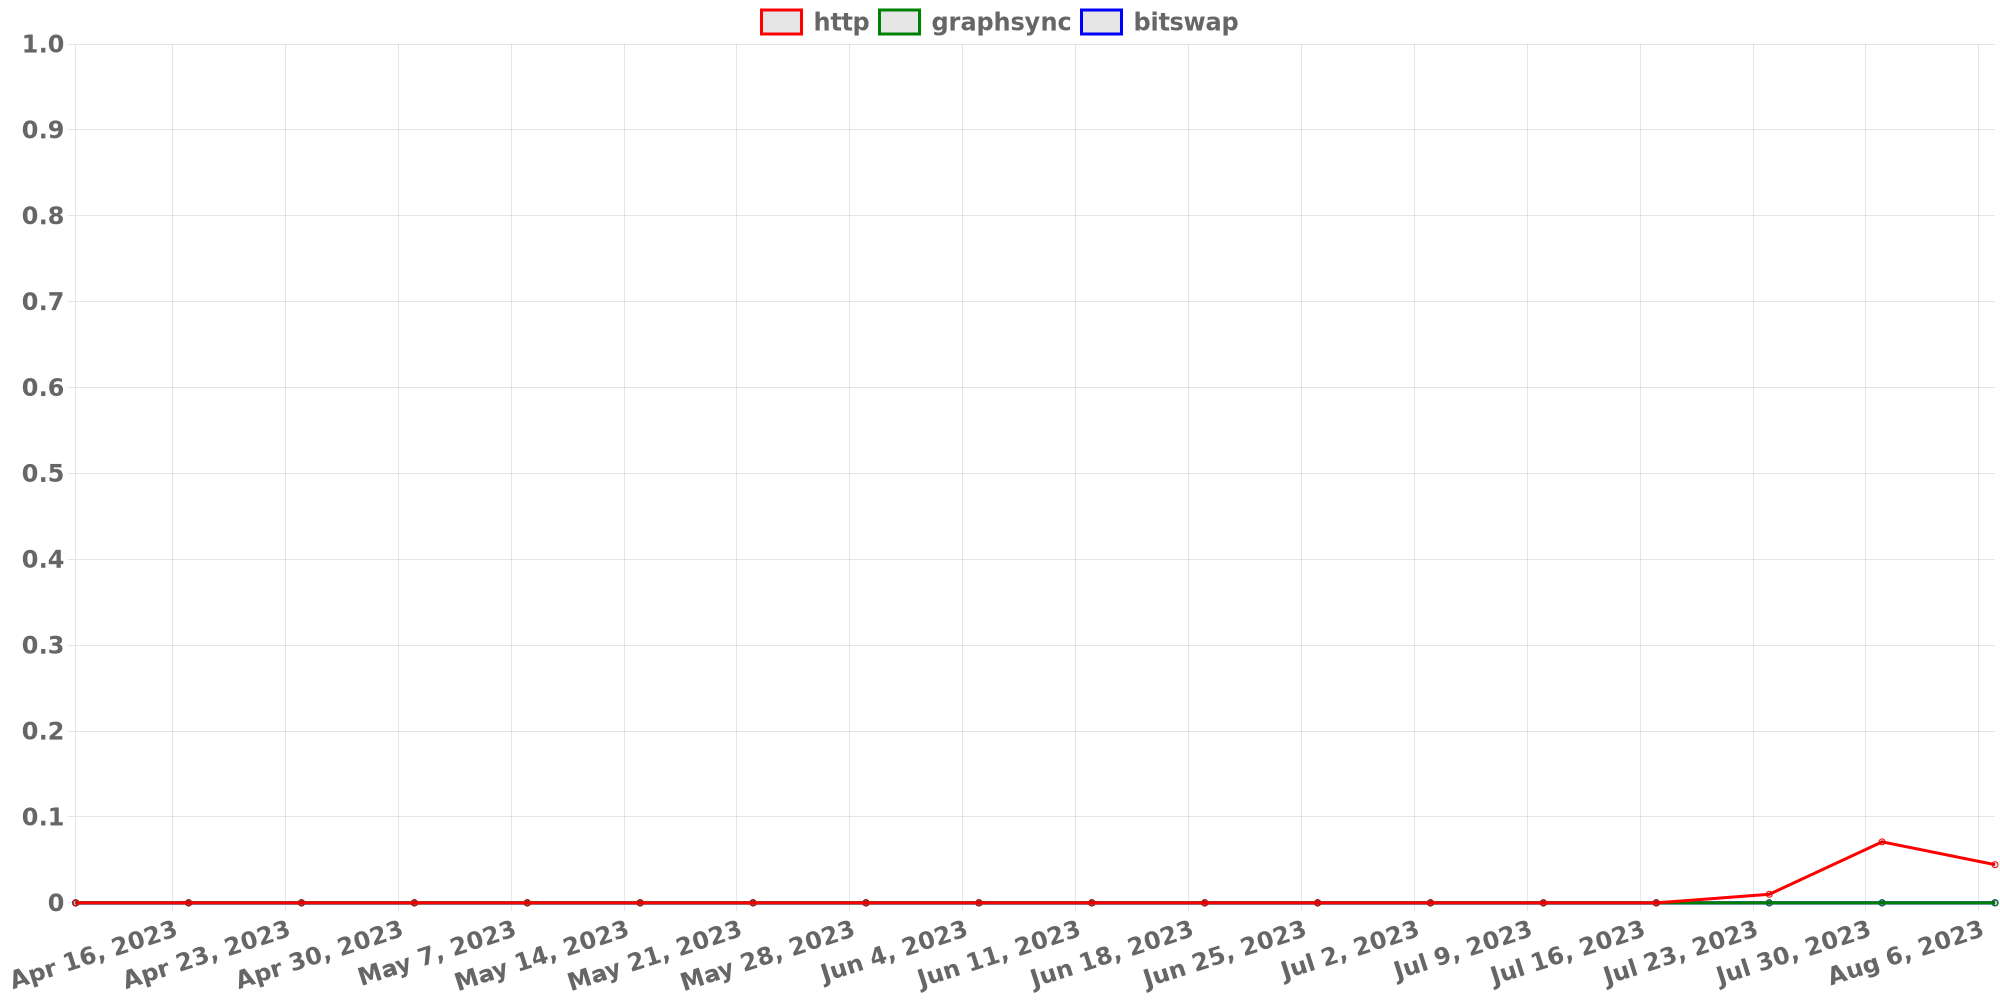 http graphsync bitswap
1.0
0.9
0.8
0.7
0.6
0.5
0.4
0.3
0.2
0.1
0
Apr 16, 2023
Apr 23, 2023
Apr 30, 2023
May 7, 2023
May 14, 2023
May 21, 2023
May 28, 2023
Jun 4, 2023
Jun 11, 2023
Jun 18, 2023
Jun 25, 2023
Jul 2, 2023
Jul 9, 2023
Jul 16, 2023
Jul 23, 2023
Jul 30, 2023
Aug 6, 2023